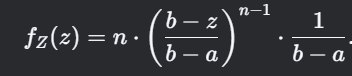 f_Z(z) = n · ((b − z)/(b − a))^{n−1} · 1/(b − a).